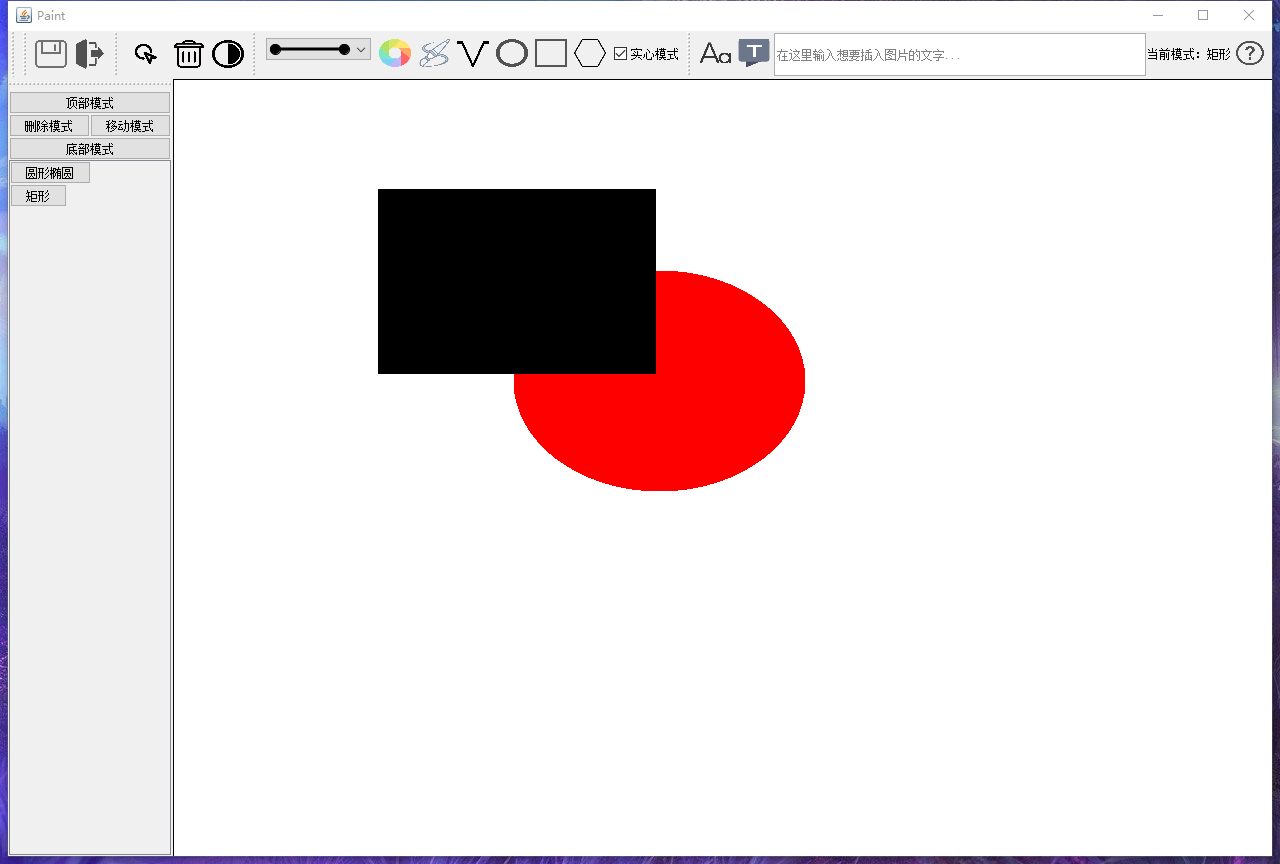 Paint
实心模式
Aa
T
在这里输入想要插入图片的文字...
当前模式：矩形
?
顶部模式
删除模式 移动模式
底部模式
圆形椭圆
矩形